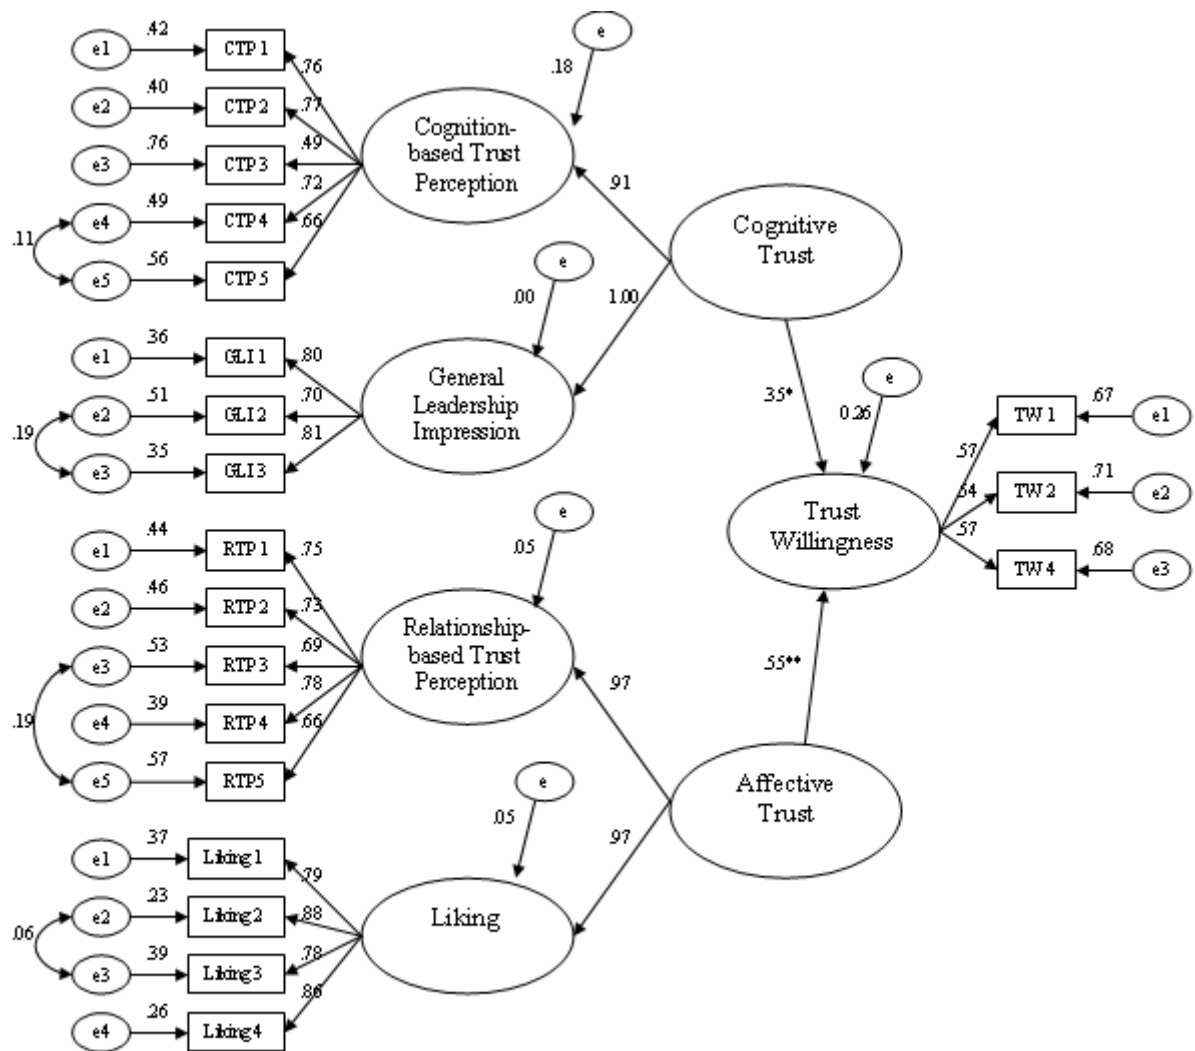 .42
e1
CTP 1
.76
e
.18
.40
e2
CTP 2
.77
Cognition-
based Trust
Perception
.76
e3
CTP 3
.49
.91
.49
e4
CTP 4
.72
Cognitive
Trust
.11
.56
e5
CTP 5
.66
e
.00
1.00
.36
e1
GLI 1
.80
General
Leadership
Impression
.51
e2
GLI 2
.70
.19
.35
e3
GLI 3
.81
.35*
e
0.26
.67
TW 1
e1
.57
.71
TW 2
e2
.54
Trust
Willingness
.57
.68
TW 4
e3
.44
e1
RTP 1
.75
e
.05
.46
e2
RTP 2
.73
Relationship-
based Trust
Perception
.53
e3
RTP 3
.69
.55**
.97
.39
e4
RTP 4
.78
.19
.57
e5
RTP5
.66
Affective
Trust
e
.05
.97
.37
e1
Liking 1
.79
.23
e2
Liking 2
.88
Liking
.06
.39
e3
Liking 3
.78
.26
e4
Liking 4
.86